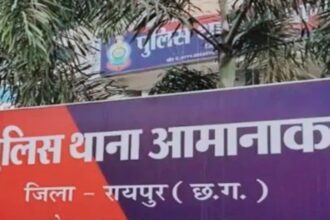 पुलिस
पुलिस थाना आमानाका
जिला - रायपुर ( छ.ग. )